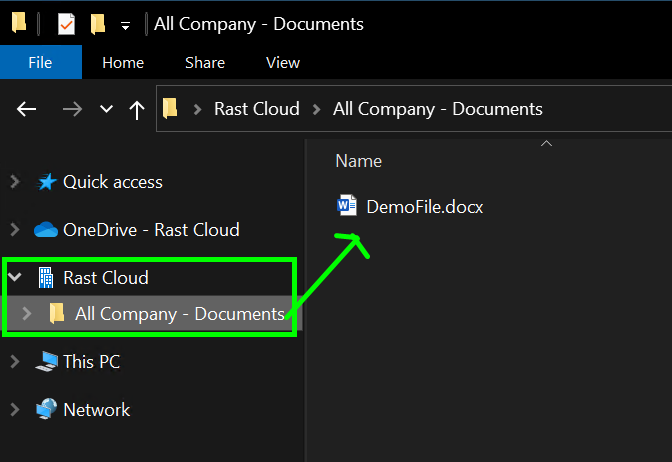 All Company - Documents
File Home Share View
Rast Cloud All Company - Documents
Quick access
OneDrive - Rast Cloud
Rast Cloud
All Company - Documents
This PC
Network
Name
DemoFile.docx